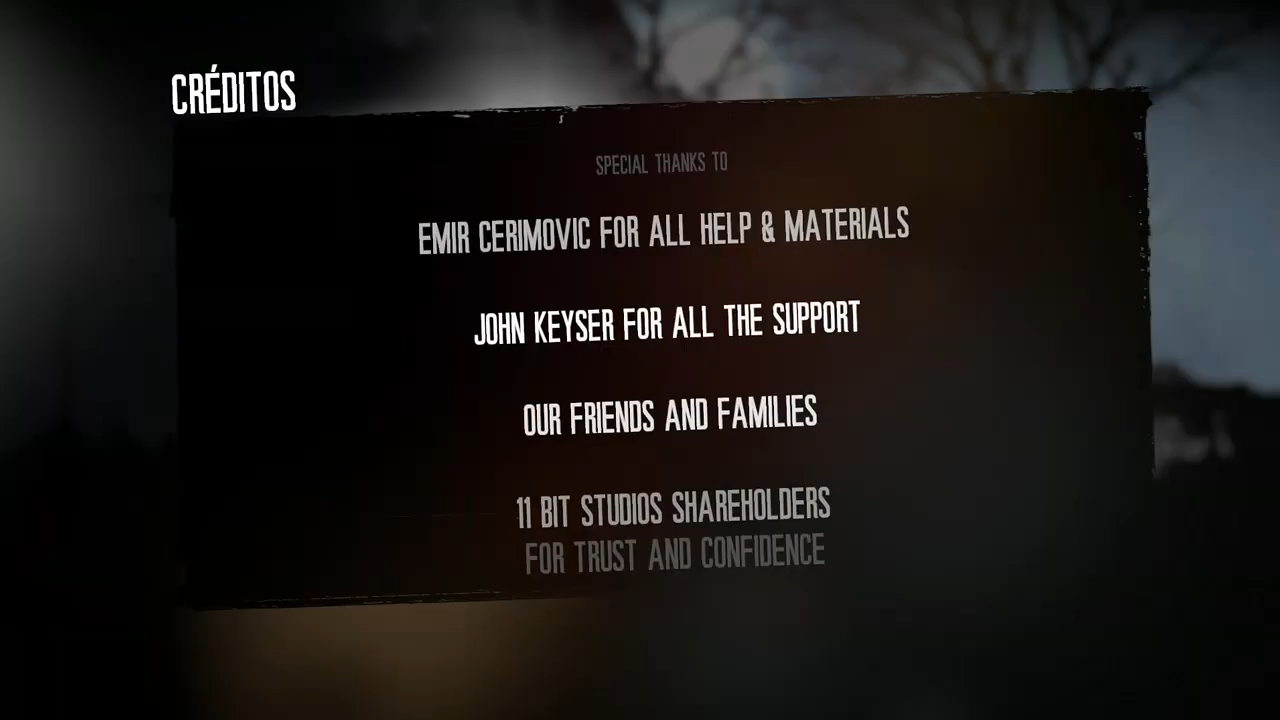 CRÉDITOS
SPECIAL THANKS TO
EMIR CERIMOVIC FOR ALL HELP & MATERIALS
JOHN KEYSER FOR ALL THE SUPPORT
OUR FRIENDS AND FAMILIES
11 BIT STUDIOS SHAREHOLDERS
FOR TRUST AND CONFIDENCE